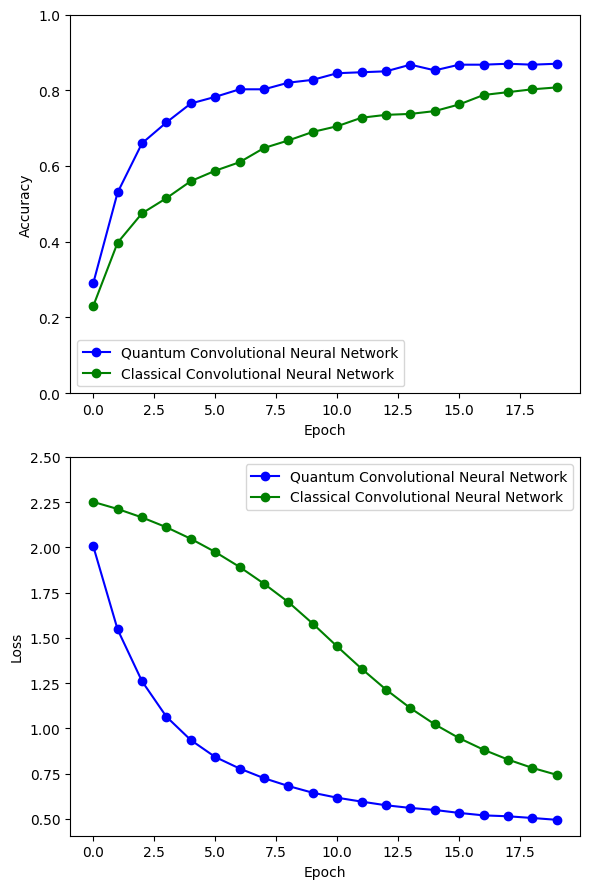 1.0
0.8
0.6
0.4
0.2
0.0
Accuracy
Quantum Convolutional Neural Network
Classical Convolutional Neural Network
0.0 2.5 5.0 7.5 10.0 12.5 15.0 17.5
Epoch
2.50
2.25
2.00
1.75
1.50
1.25
1.00
0.75
0.50
Loss
Quantum Convolutional Neural Network
Classical Convolutional Neural Network
0.0 2.5 5.0 7.5 10.0 12.5 15.0 17.5
Epoch